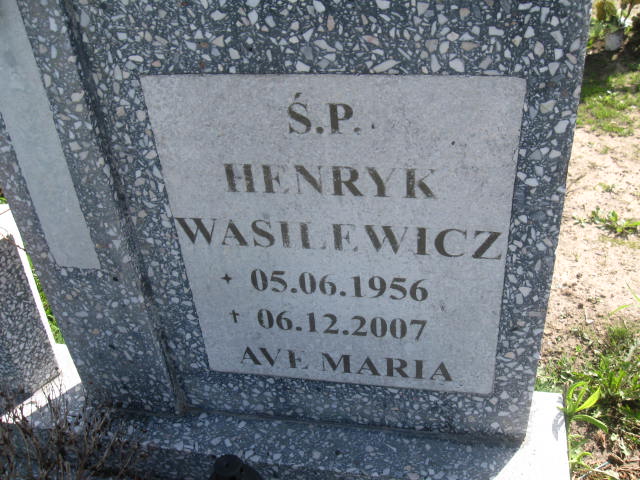 Ś.P.
HENRYK
WASILEWICZ
+ 05.06.1956
† 06.12.2007
AVE MARIA